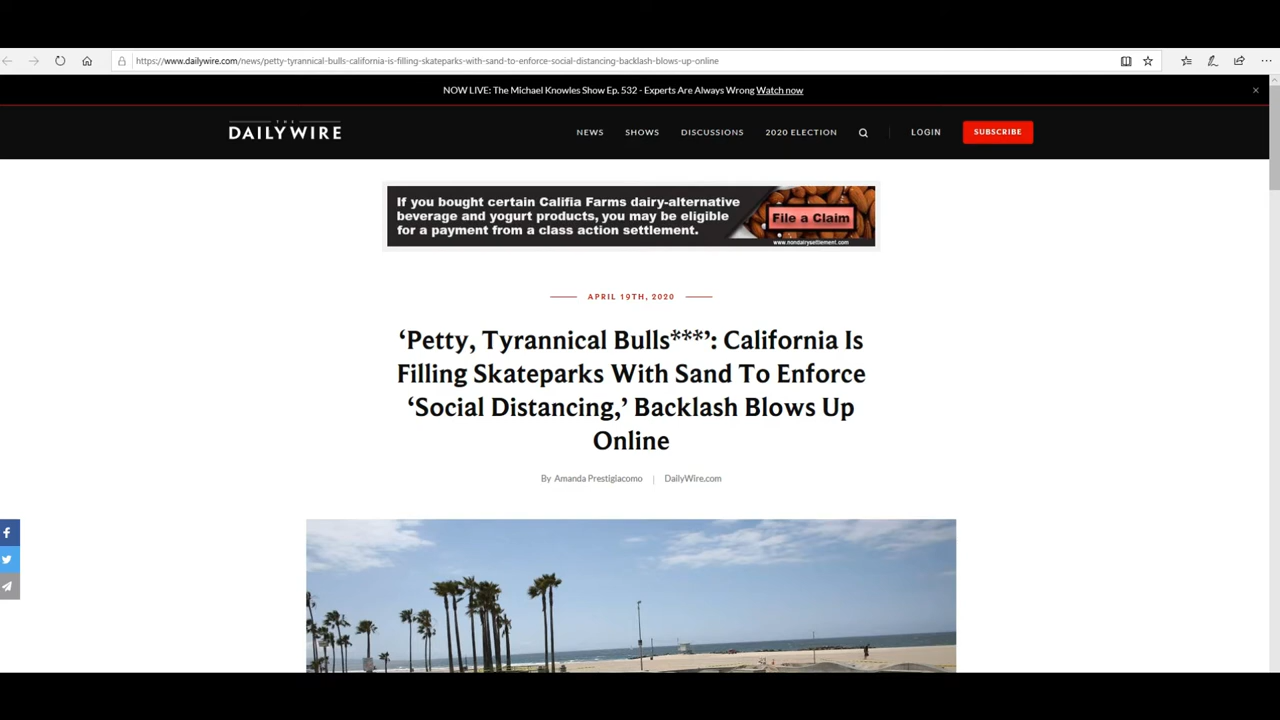 https://www.dailywire.com/news/petty-tyrannical-bulls-california-is-filling-skateparks-with-sand-to-enforce-social-distancing-backlash-blows-up-online
NOW LIVE: The Michael Knowles Show Ep. 532 - Experts Are Always Wrong Watch now
THE
DAILYWIRE
NEWS SHOWS DISCUSSIONS 2020 ELECTION LOGIN SUBSCRIBE
If you bought certain Califia Farms dairy-alternative
beverage and yogurt products, you may be eligible
for a payment from a class action settlement.
File a Claim
www.nondairysettlement.com
APRIL 19TH, 2020
‘Petty, Tyrannical Bulls***’: California Is
Filling Skateparks With Sand To Enforce
‘Social Distancing,’ Backlash Blows Up
Online
By Amanda Prestigiacomo | DailyWire.com